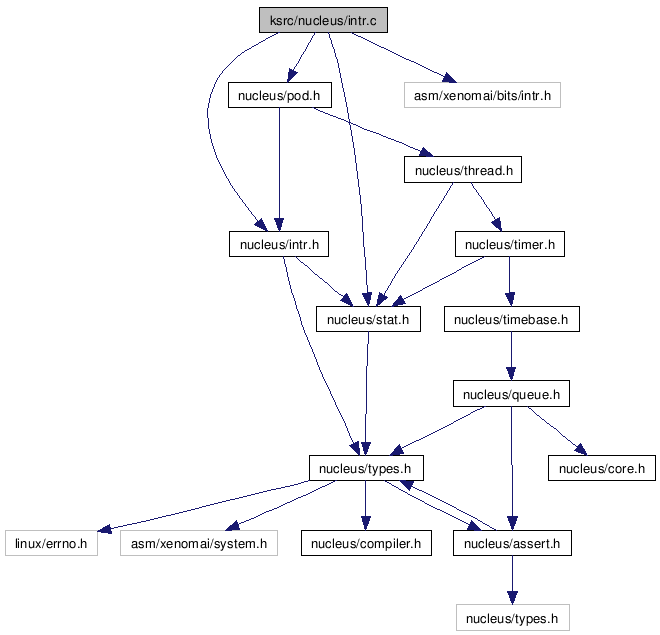 ksrc/nucleus/intr.c
nucleus/pod.h
asm/xenomai/bits/intr.h
nucleus/thread.h
nucleus/intr.h
nucleus/timer.h
nucleus/stat.h
nucleus/timebase.h
nucleus/queue.h
nucleus/types.h
nucleus/core.h
linux/errno.h
asm/xenomai/system.h
nucleus/compiler.h
nucleus/assert.h
nucleus/types.h